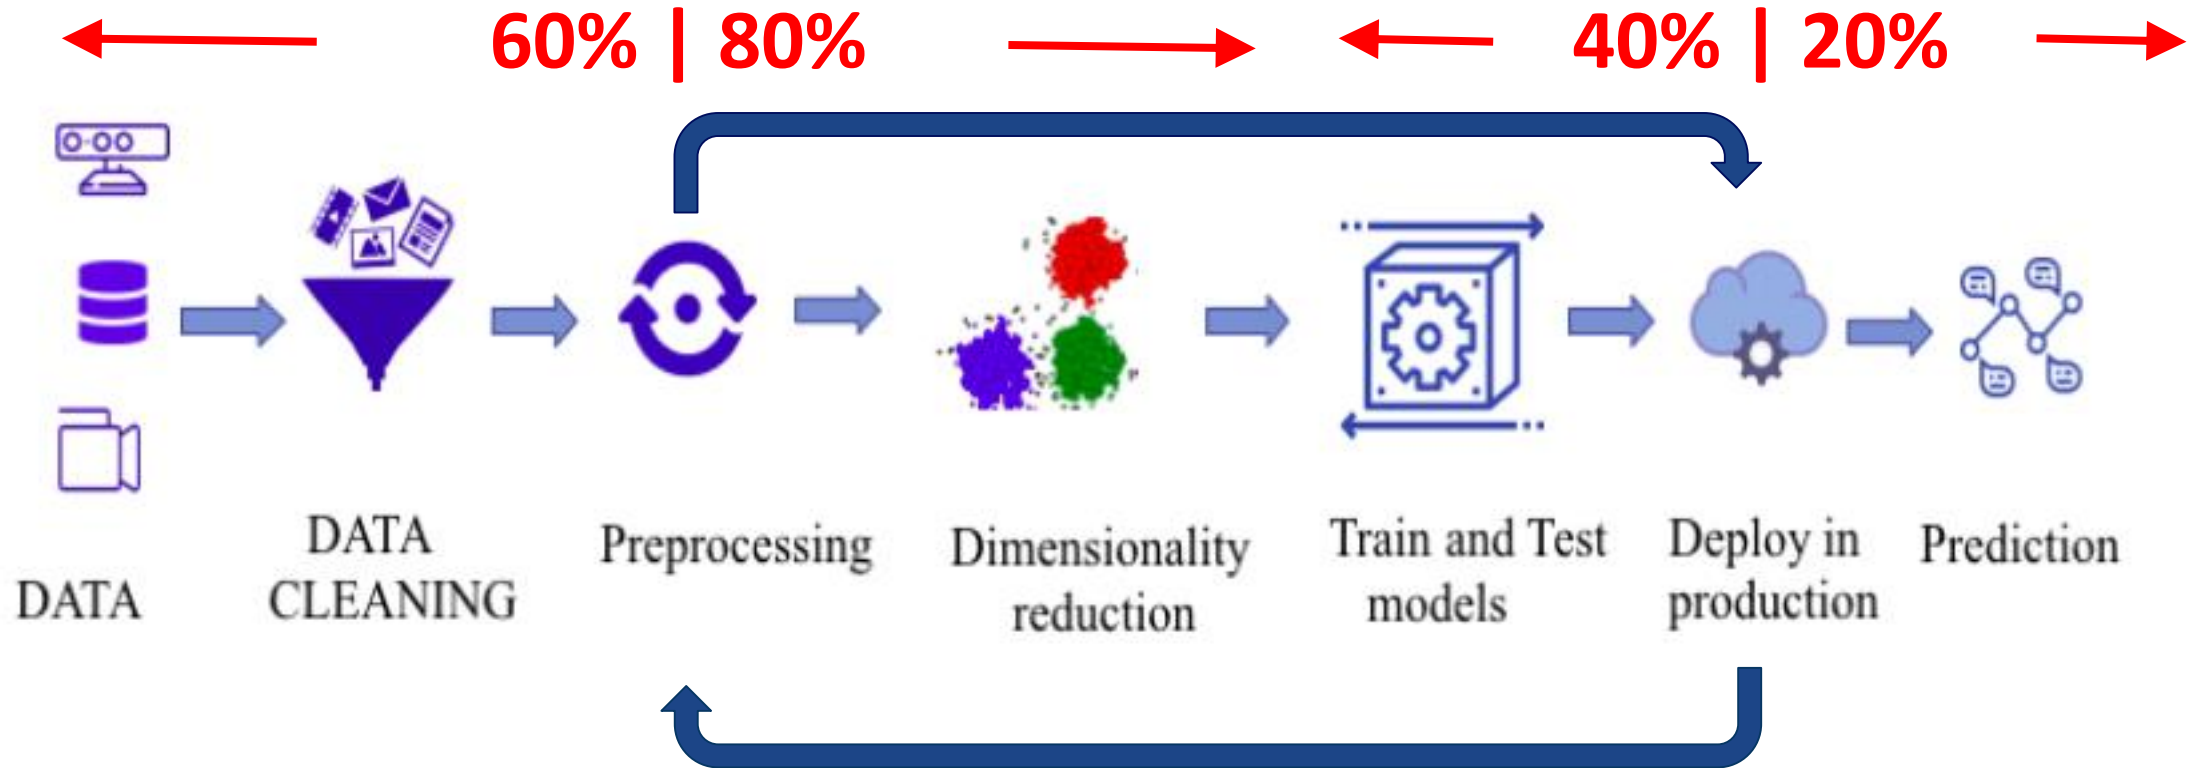 60% | 80%
40% | 20%
DATA
DATA
CLEANING
Preprocessing
Dimensionality
reduction
Train and Test
models
Deploy in
production
Prediction